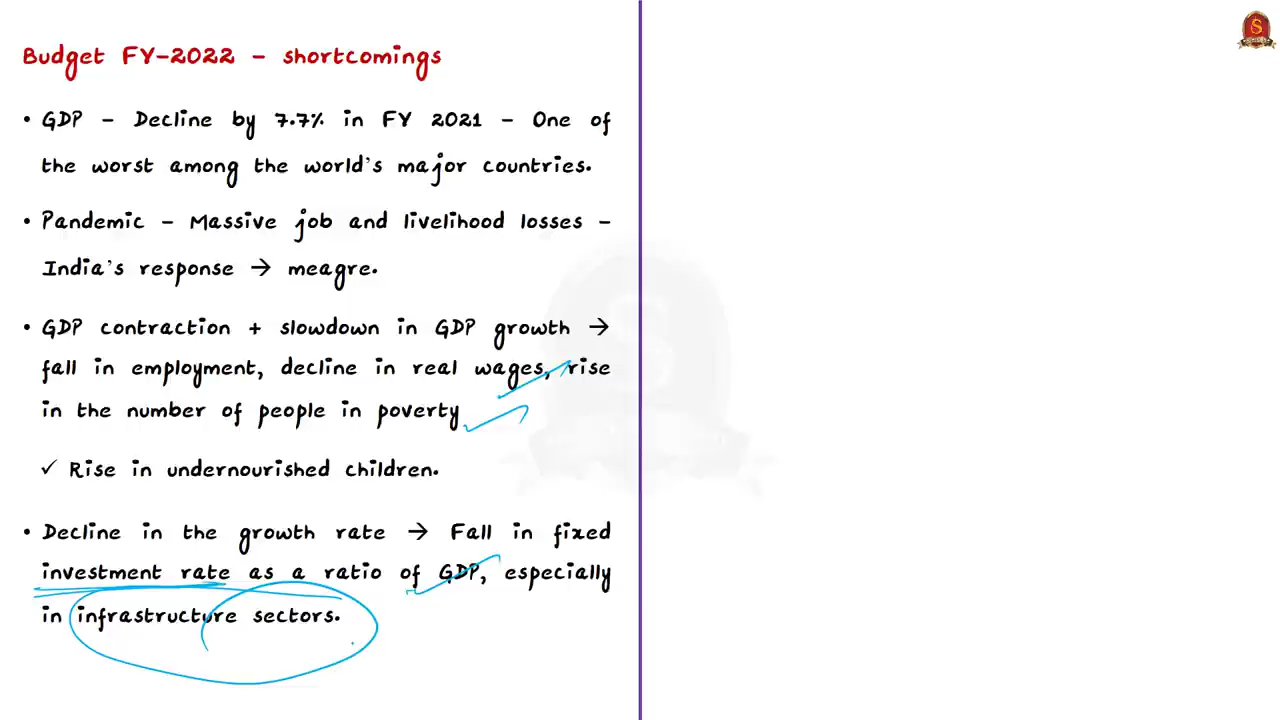 Budget FY-2022 - shortcomings
• GDP - Decline by 7.7% in FY 2021 - One of
the worst among the world's major countries.
• Pandemic - Massive job and livelihood losses -
India's response → meagre.
• GDP contraction + slowdown in GDP growth →
fall in employment, decline in real wages, rise
in the number of people in poverty
✓ Rise in undernourished children.
• Decline in the growth rate → Fall in fixed
investment rate as a ratio of GDP, especially
in infrastructure sectors.